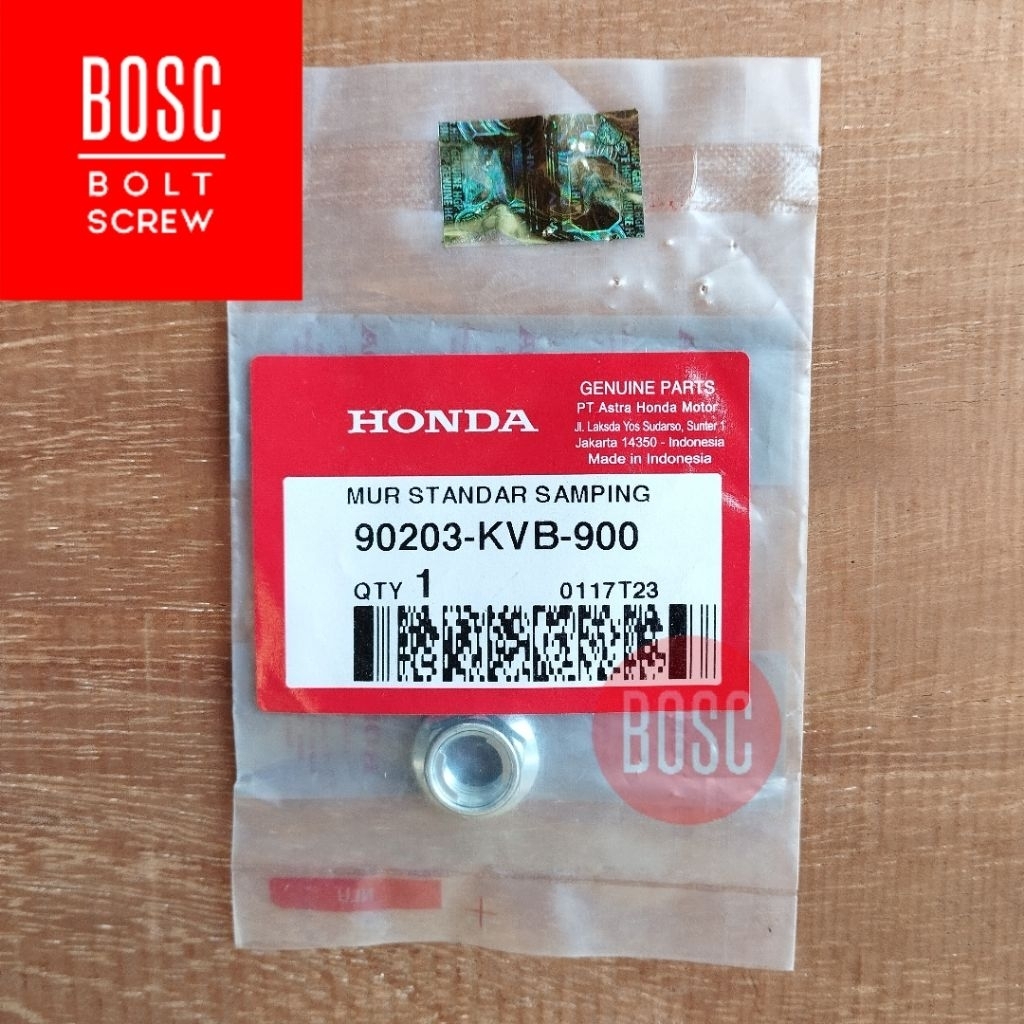 BOSC
BOLT
SCREW
HONDA
GENUINE PARTS
PT Astra Honda Motor
Jl. Laksda Yos Sudarso, Sunter 1
Jakarta 14350 - Indonesia
Made in Indonesia
MUR STANDAR SAMPING
90203-KVB-900
QTY 1 0117T23
BOSC